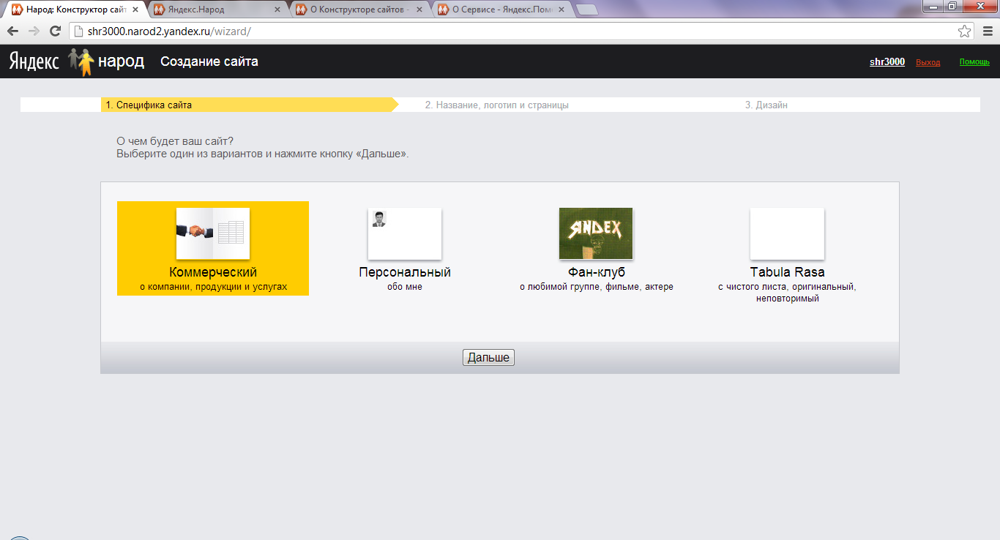 Народ: Конструктор сайт
Яндекс.Народ
О Конструкторе сайтов -
О Сервисе - Яндекс.Пом
shr3000.narod2.yandex.ru/wizard/
Яндекс народ Создание сайта
shr3000 Выход Помощь
1. Специфика сайта
2. Название, логотип и страницы
3. Дизайн
О чем будет ваш сайт?
Выберите один из вариантов и нажмите кнопку «Дальше».
Коммерческий
о компании, продукции и услугах
Персональный
обо мне
ЯNDEX
Фан-клуб
о любимой группе, фильме, актере
Tabula Rasa
с чистого листа, оригинальный,
неповторимый
Дальше